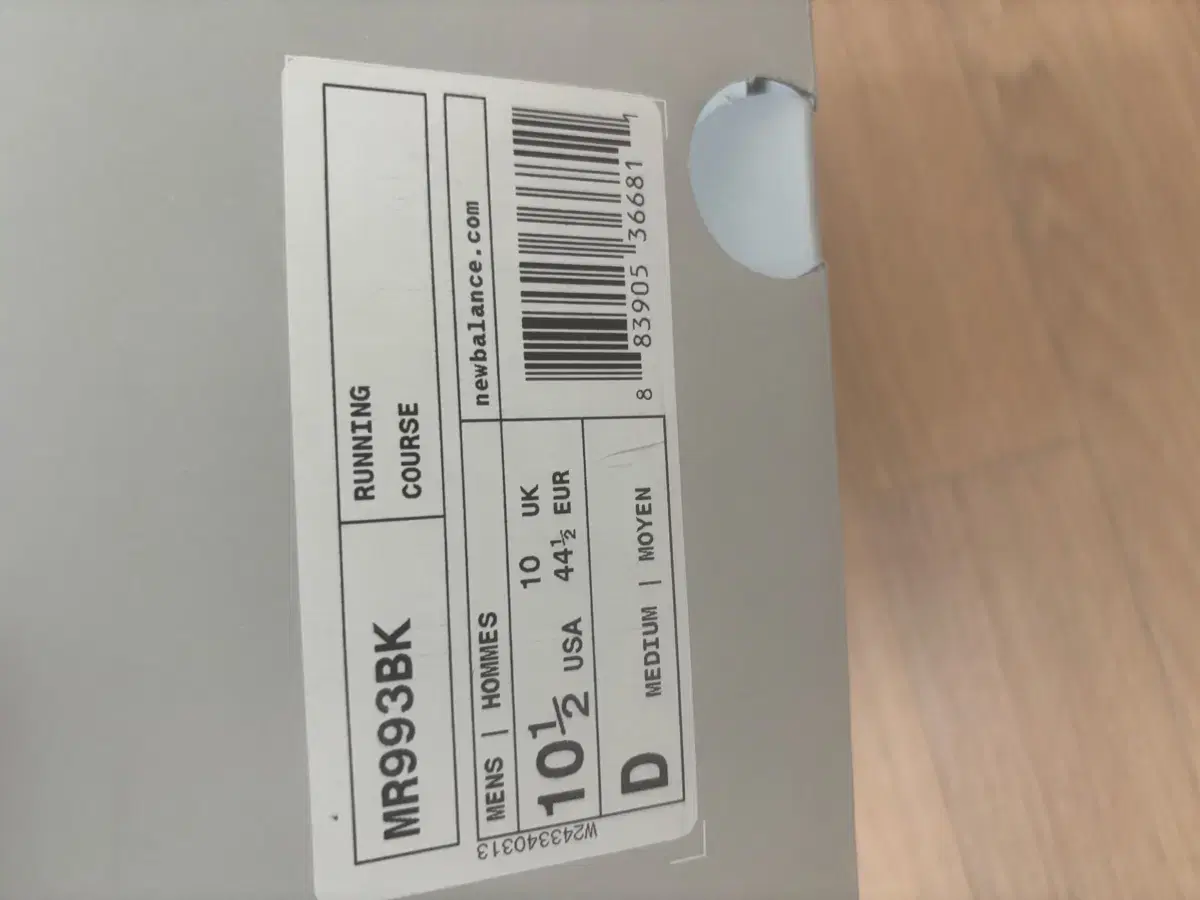 MR993BK
RUNNING
COURSE
MENS | HOMMES
newbalance.com
10½ USA
10 UK
44½ EUR
D
MEDIUM | MOYEN
8 83905 36681 1
W243340313